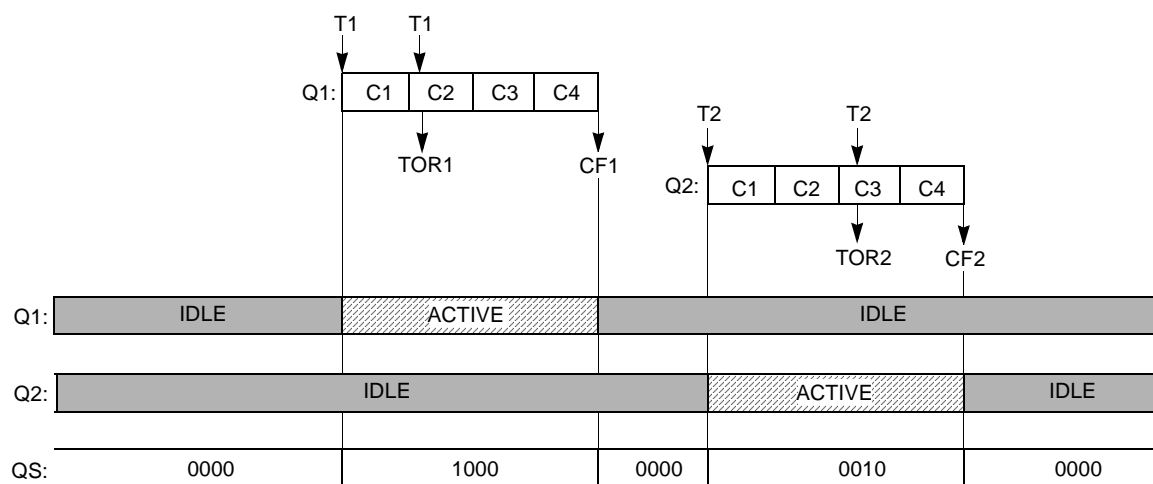 T1 T1
Q1: C1 C2 C3 C4
T2 T2
TOR1 CF1
Q2: C1 C2 C3 C4
TOR2 CF2
Q1: IDLE ACTIVE IDLE
Q2: IDLE ACTIVE IDLE
QS: 0000 1000 0000 0010 0000